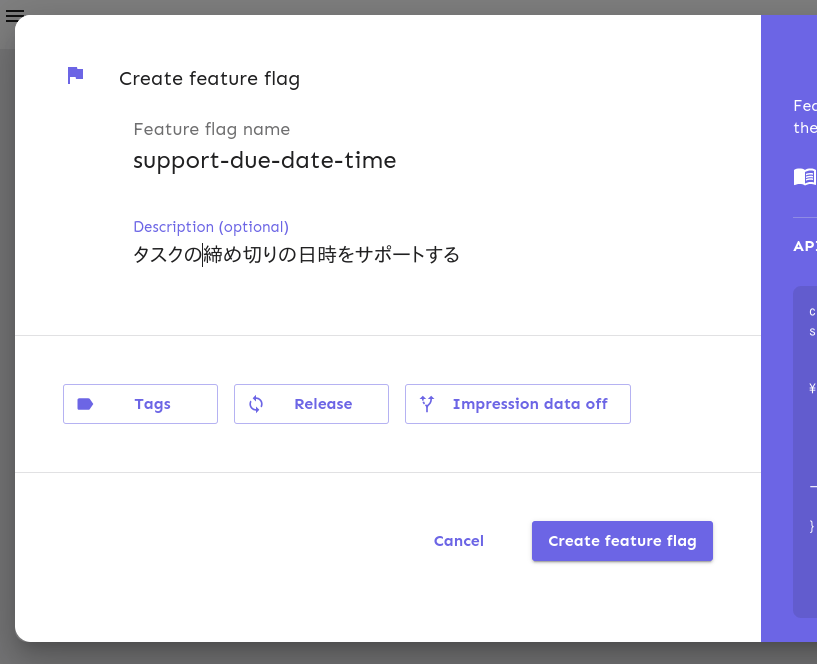 Create feature flag
Feature flag name
support-due-date-time
Description (optional)
タスクの締め切りの日時をサポートする
Tags
Release
Impression data off
Cancel
Create feature flag
the
API
c
s
¥
}